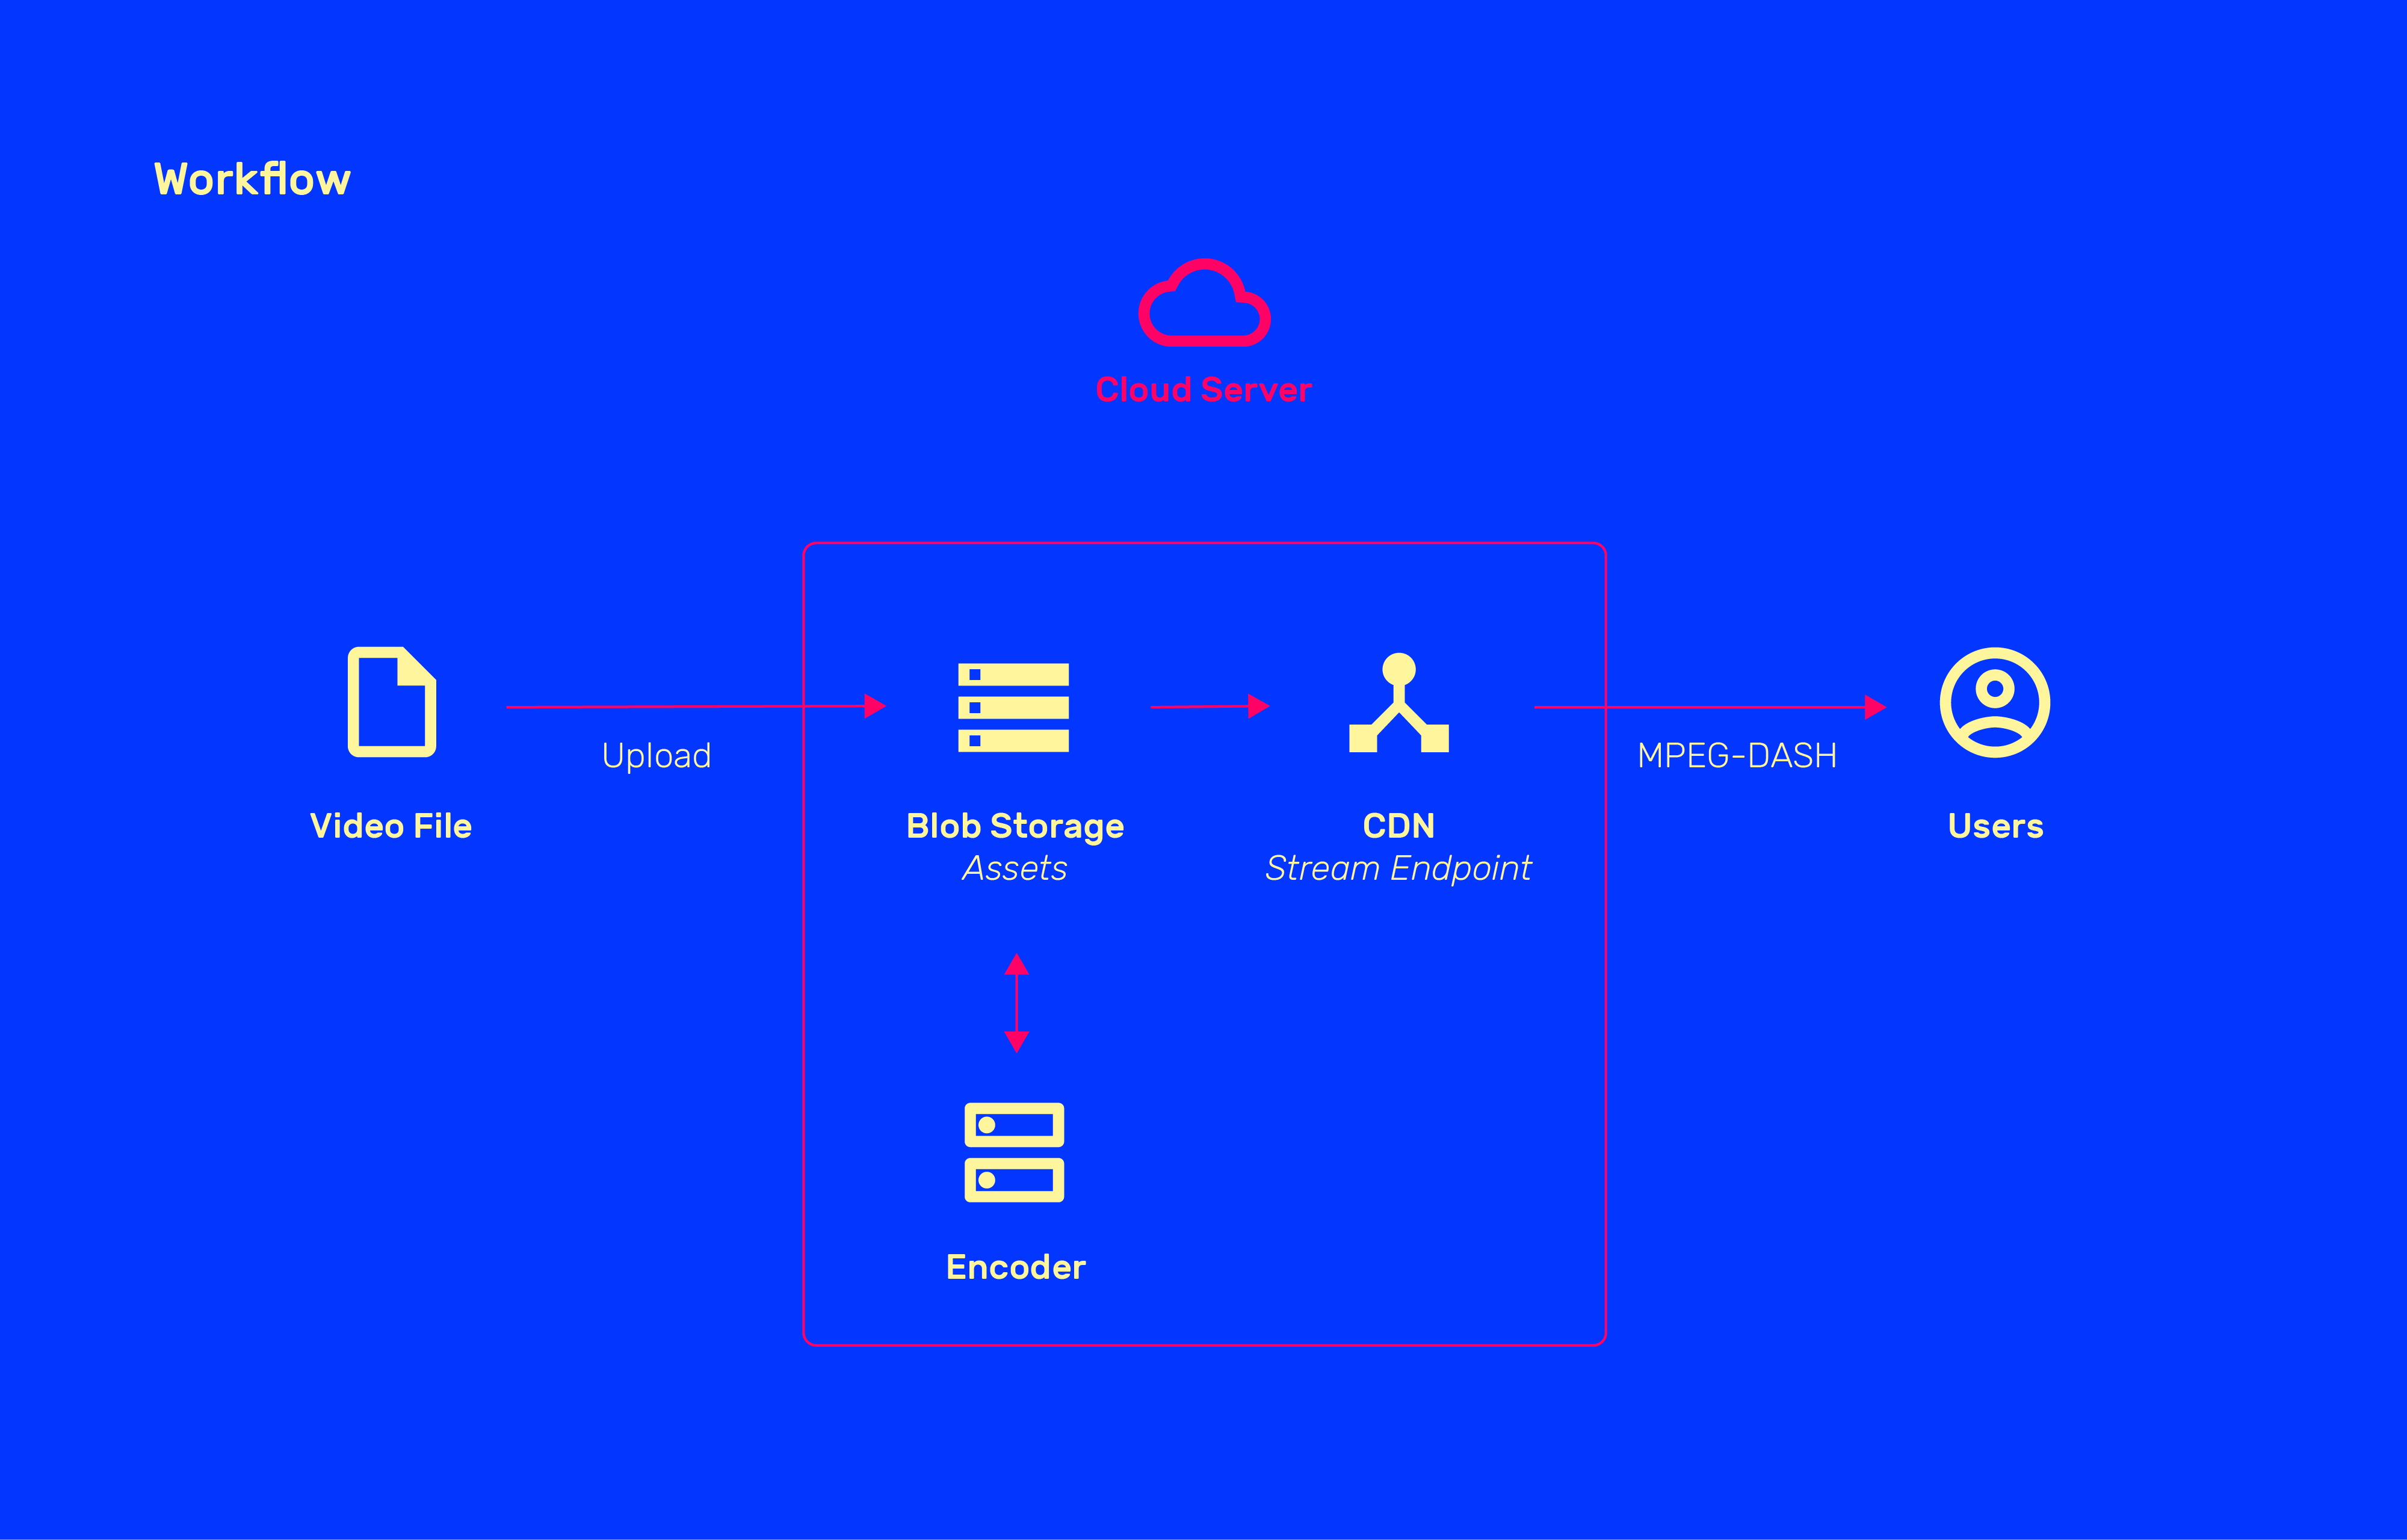 Workflow
Cloud Server
Upload
MPEG-DASH
Video File
Blob Storage
Assets
CDN
Stream Endpoint
Users
Encoder